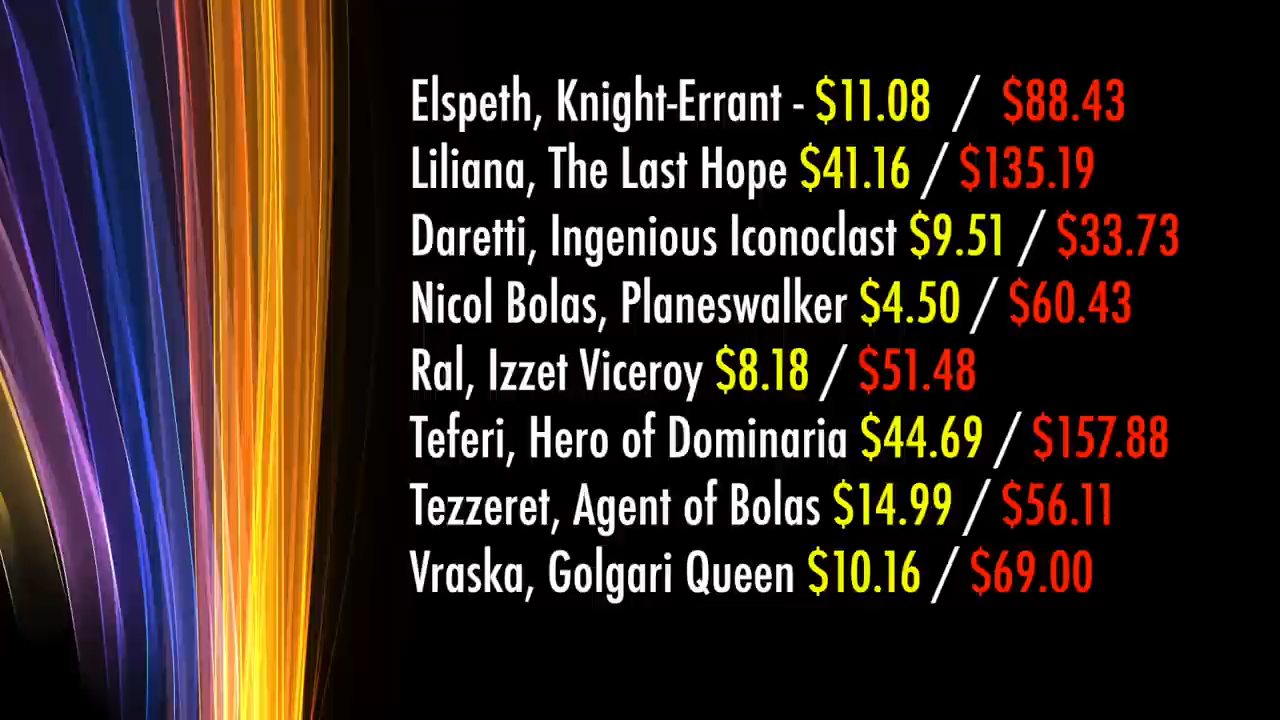 Elspeth, Knight-Errant - $11.08 / $88.43
Liliana, The Last Hope $41.16 / $135.19
Daretti, Ingenious Iconoclast $9.51 / $33.73
Nicol Bolas, Planeswalker $4.50 / $60.43
Ral, Izzet Viceroy $8.18 / $51.48
Teferi, Hero of Dominaria $44.69 / $157.88
Tezzeret, Agent of Bolas $14.99 / $56.11
Vraska, Golgari Queen $10.16 / $69.00